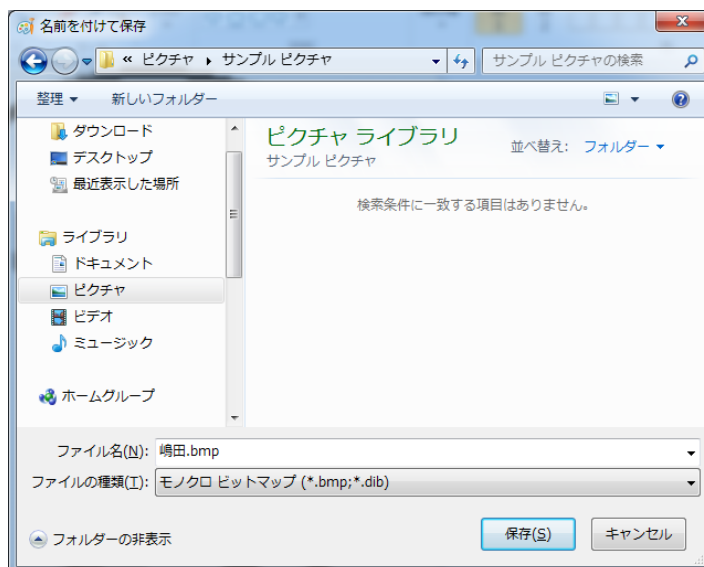 名前を付けて保存
« ピクチャ ▸ サンプル ピクチャ
サンプル ピクチャの検索
整理 ▼ 新しいフォルダー
ダウンロード
デスクトップ
最近表示した場所
ライブラリ
ドキュメント
ピクチャ
ビデオ
ミュージック
ホームグループ
ピクチャ ライブラリ
サンプル ピクチャ
並べ替え: フォルダー ▼
検索条件に一致する項目はありません。
ファイル名(N): 嶋田.bmp
ファイルの種類(T): モノクロ ビットマップ (*.bmp;*.dib)
フォルダーの非表示
保存(S)
キャンセル